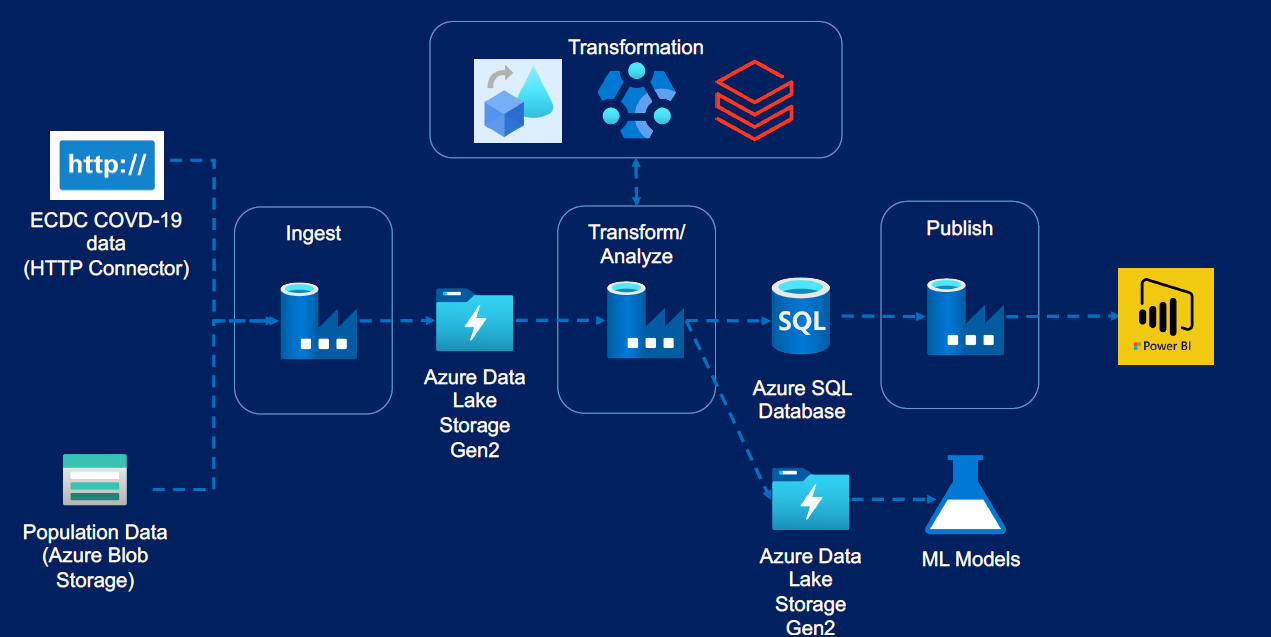 Transformation
http://
ECDC COVD-19
data
(HTTP Connector)
Ingest
Transform/
Analyze
Publish
SQL
Power BI
Azure Data
Lake
Storage
Gen2
Azure SQL
Database
Population Data
(Azure Blob
Storage)
Azure Data
Lake
Storage
Gen2
ML Models